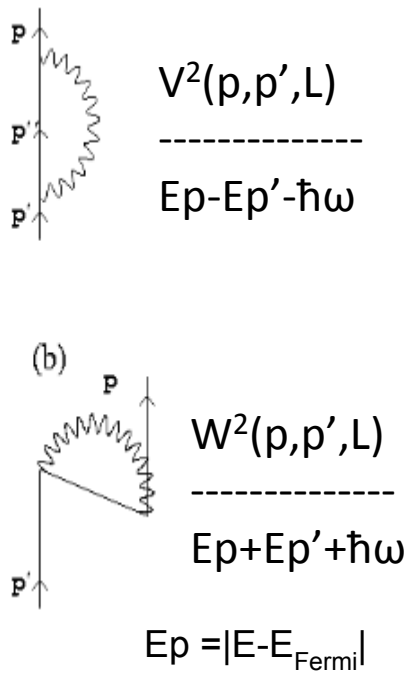 p
V²(p,p′,L)
p''
--------------
Ep-Ep′-ħω
p'
(b)
p
W²(p,p′,L)
--------------
Ep+Ep′+ħω
p'
Ep =|E-E_Fermi|